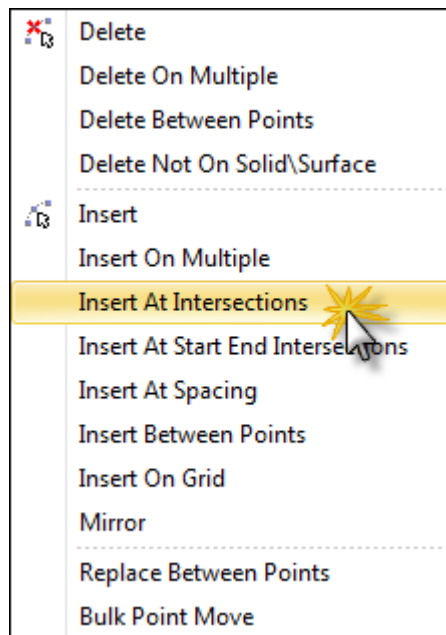 Delete
Delete On Multiple
Delete Between Points
Delete Not On Solid\Surface
Insert
Insert On Multiple
Insert At Intersections
Insert At Start End Intersections
Insert At Spacing
Insert Between Points
Insert On Grid
Mirror
Replace Between Points
Bulk Point Move